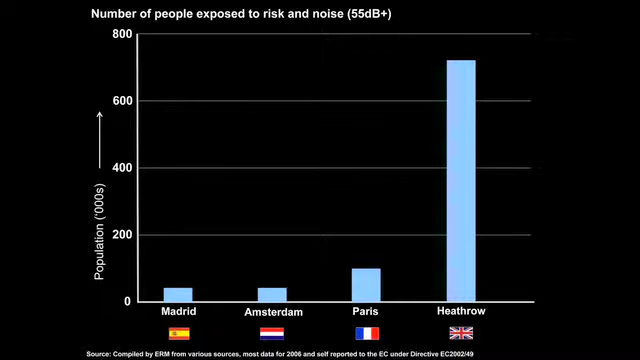 Number of people exposed to risk and noise (55dB+)
800
600
400
200
0
Population ('000s)
Madrid
Amsterdam
Paris
Heathrow
Source: Compiled by ERM from various sources, most data for 2006 and self reported to the EC under Directive EC2002/49